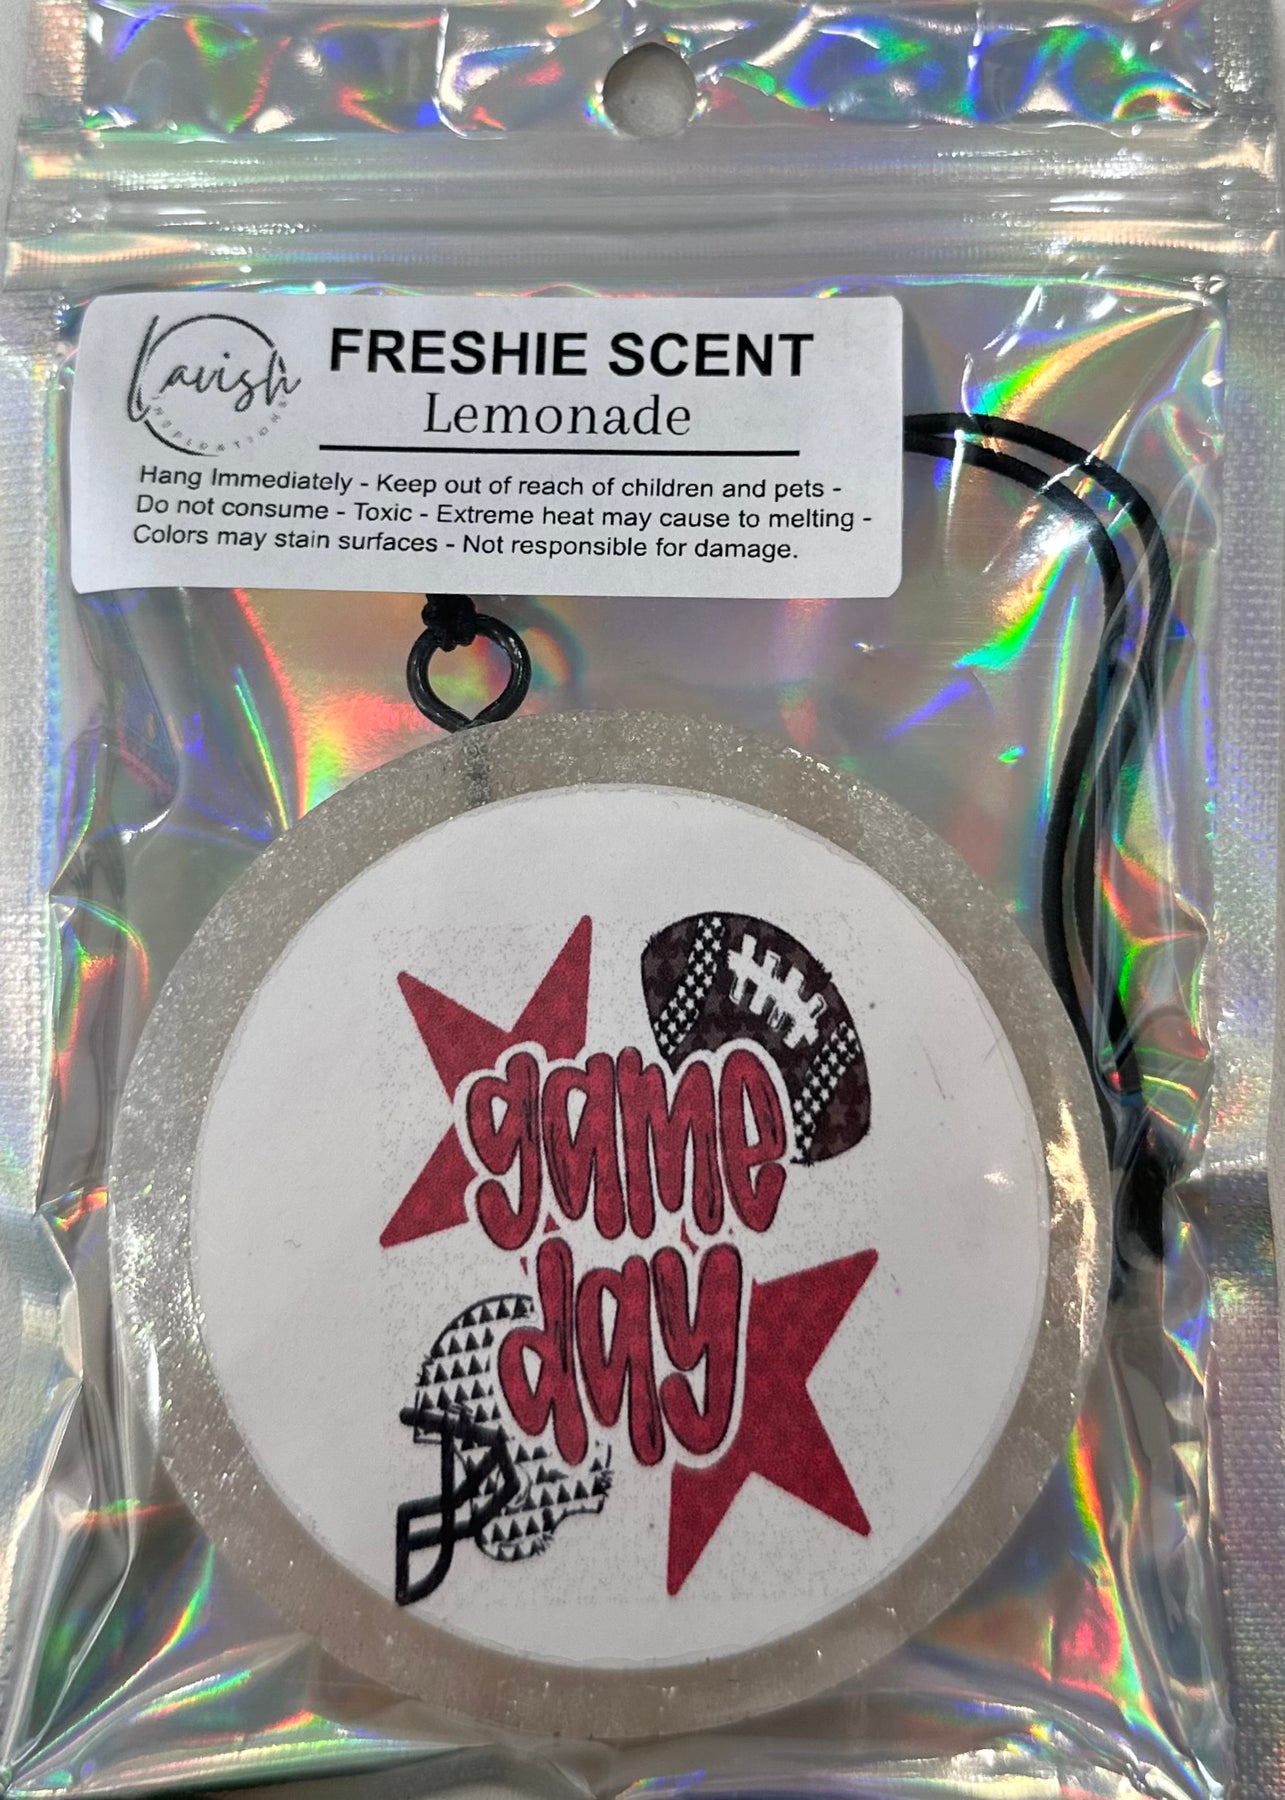 Lavish
INSPIRATIONS
FRESHIE SCENT
Lemonade
Hang Immediately - Keep out of reach of children and pets -
Do not consume - Toxic - Extreme heat may cause to melting -
Colors may stain surfaces - Not responsible for damage.
game
day